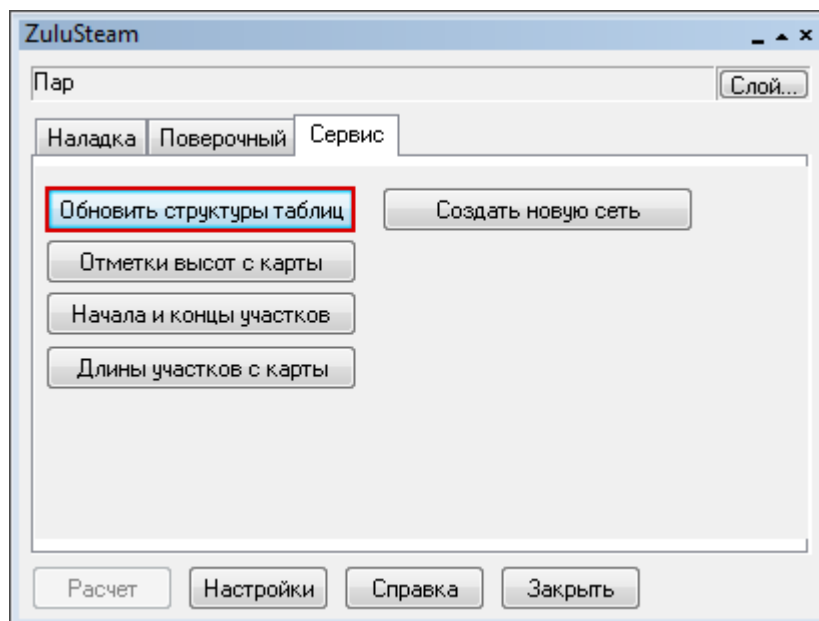 ZuluSteam
Пар
Слой...
Наладка Поверочный Сервис
Обновить структуры таблиц Создать новую сеть
Отметки высот с карты
Начала и концы участков
Длины участков с карты
Расчет Настройки Справка Закрыть